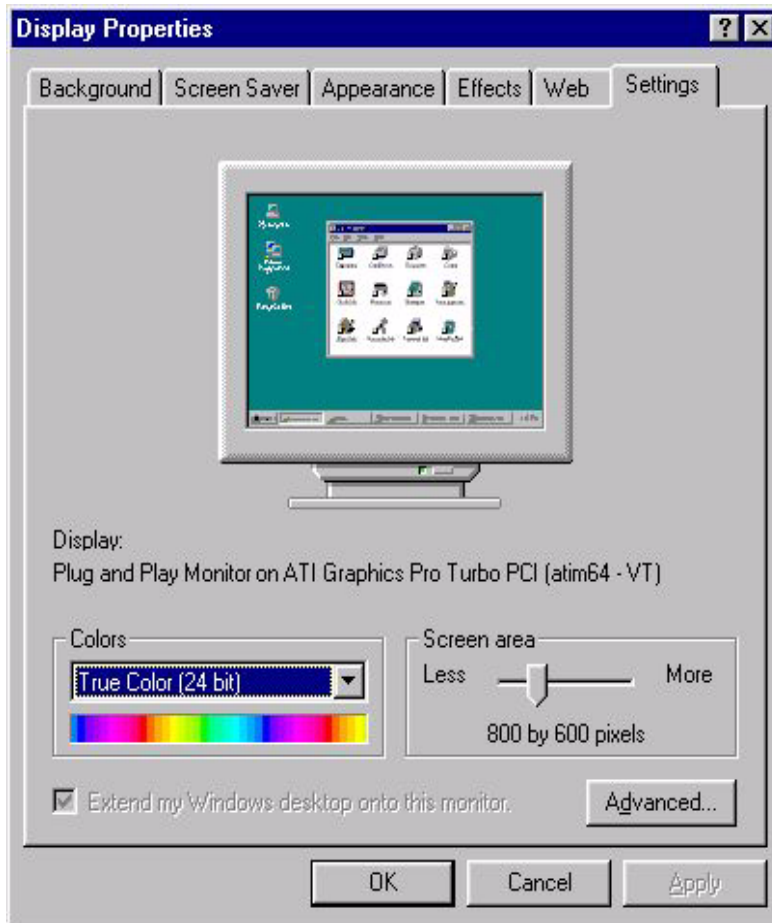 Display Properties
Background Screen Saver Appearance Effects Web Settings
Display:
Plug and Play Monitor on ATI Graphics Pro Turbo PCI (atim64 - VT)
Colors Screen area
True Color (24 bit) Less More
800 by 600 pixels
Extend my Windows desktop onto this monitor. Advanced...
OK Cancel Apply